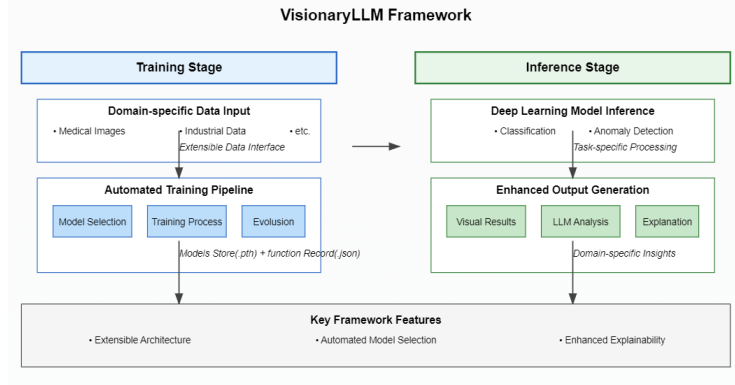 VisionaryLLM Framework
Training Stage
Inference Stage
Domain-specific Data Input
• Medical Images • Industrial Data • etc.
Extensible Data Interface
Deep Learning Model Inference
• Classification • Anomaly Detection
Task-specific Processing
Automated Training Pipeline
Model Selection Training Process Evolusion
Models Store(.pth) + function Record(.json)
Enhanced Output Generation
Visual Results LLM Analysis Explanation
Domain-specific Insights
Key Framework Features
• Extensible Architecture • Automated Model Selection • Enhanced Explainability